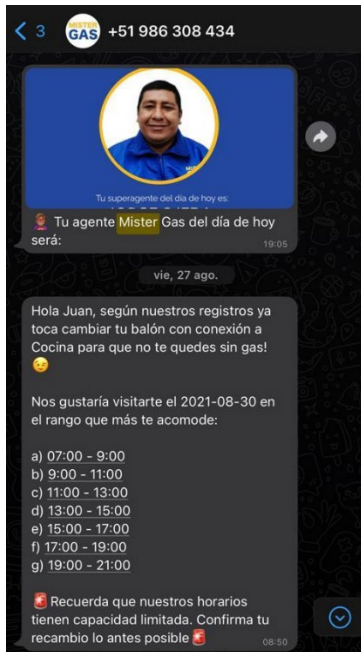 3
MISTER
GAS
+51 986 308 434
Tu superagente del día de hoy es:
Tu agente Mister Gas del día de hoy
será:
19:05
vie, 27 ago.
Hola Juan, según nuestros registros ya
toca cambiar tu balón con conexión a
Cocina para que no te quedes sin gas!
Nos gustaría visitarte el 2021-08-30 en
el rango que más te acomode:
a) 07:00 - 9:00
b) 9:00 - 11:00
c) 11:00 - 13:00
d) 13:00 - 15:00
e) 15:00 - 17:00
f) 17:00 - 19:00
g) 19:00 - 21:00
Recuerda que nuestros horarios
tienen capacidad limitada. Confirma tu
recambio lo antes posible
08:50